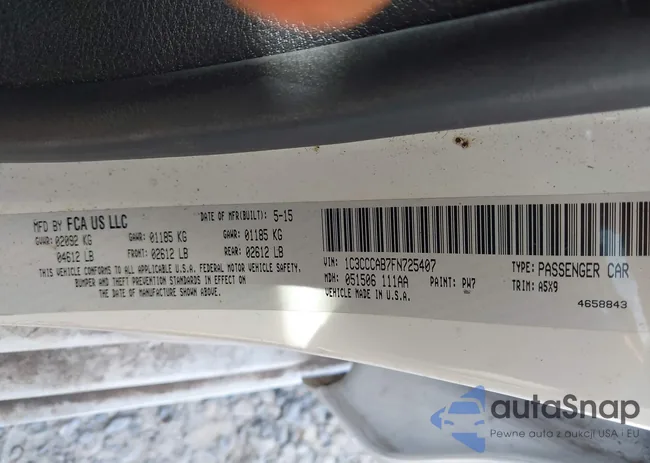 MFD BY FCA US LLC
DATE OF MFR(BUILT): 5-15
GVWR: 02092 KG GAWR: 01185 KG GAWR: 01185 KG
04612 LB FRONT: 02612 LB REAR: 02612 LB
THIS VEHICLE CONFORMS TO ALL APPLICABLE U.S.A. FEDERAL MOTOR VEHICLE SAFETY,
BUMPER AND THEFT PREVENTION STANDARDS IN EFFECT ON
THE DATE OF MANUFACTURE SHOWN ABOVE.
VIN: 1C3CCCAB7FN725407 TYPE: PASSENGER CAR
MDH: 051506 111AA PAINT: PW7 TRIM: A5X9
VEHICLE MADE IN U.S.A.
4658843
autaSnap
Pewne auto z aukcji USA i EU